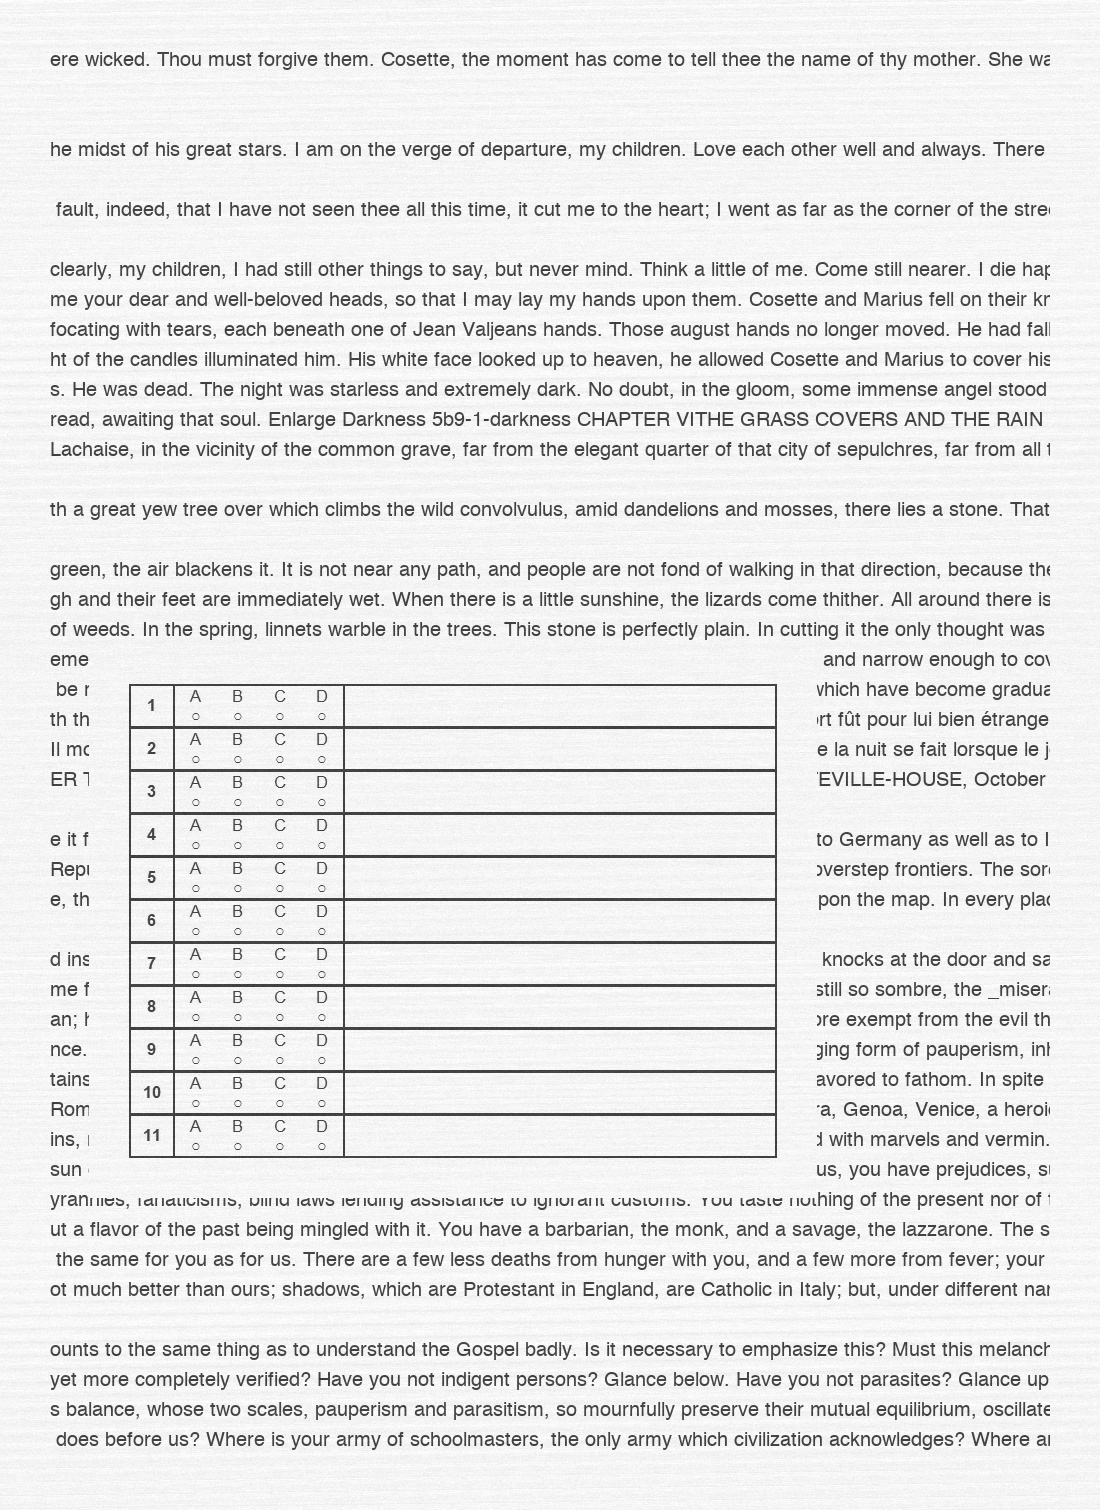 ere wicked. Thou must forgive them. Cosette, the moment has come to tell thee the name of thy mother. She wa
he midst of his great stars. I am on the verge of departure, my children. Love each other well and always. There
fault, indeed, that I have not seen thee all this time, it cut me to the heart; I went as far as the corner of the stre
clearly, my children, I had still other things to say, but never mind. Think a little of me. Come still nearer. I die hap
me your dear and well-beloved heads, so that I may lay my hands upon them. Cosette and Marius fell on their kn
focating with tears, each beneath one of Jean Valjeans hands. Those august hands no longer moved. He had fall
ht of the candles illuminated him. His white face looked up to heaven, he allowed Cosette and Marius to cover his
s. He was dead. The night was starless and extremely dark. No doubt, in the gloom, some immense angel stood
read, awaiting that soul. Enlarge Darkness 5b9-1-darkness CHAPTER VITHE GRASS COVERS AND THE RAIN
Lachaise, in the vicinity of the common grave, far from the elegant quarter of that city of sepulchres, far from all t
th a great yew tree over which climbs the wild convolvulus, amid dandelions and mosses, there lies a stone. That
green, the air blackens it. It is not near any path, and people are not fond of walking in that direction, because the
gh and their feet are immediately wet. When there is a little sunshine, the lizards come thither. All around there is
of weeds. In the spring, linnets warble in the trees. This stone is perfectly plain. In cutting it the only thought was
eme and narrow enough to cov
be which have become gradua
th th rt fût pour lui bien étrange
Il mo e la nuit se fait lorsque le j
ER T EVILLE-HOUSE, October
e it f to Germany as well as to I
Repu overstep frontiers. The sor
e, th pon the map. In every plac
d ins knocks at the door and sa
me f still so sombre, the _misera
an; h ore exempt from the evil th
nce. ging form of pauperism, inh
tains avored to fathom. In spite
Rom ra, Genoa, Venice, a heroi
ins, d with marvels and vermin.
sun us, you have prejudices, su
1 A B C D
2 A B C D
3 A B C D
4 A B C D
5 A B C D
6 A B C D
7 A B C D
8 A B C D
9 A B C D
10 A B C D
11 A B C D
yrannies, fanaticisms, blind laws lending assistance to ignorant customs. You taste nothing of the present nor of t
ut a flavor of the past being mingled with it. You have a barbarian, the monk, and a savage, the lazzarone. The s
the same for you as for us. There are a few less deaths from hunger with you, and a few more from fever; your
ot much better than ours; shadows, which are Protestant in England, are Catholic in Italy; but, under different nam
ounts to the same thing as to understand the Gospel badly. Is it necessary to emphasize this? Must this melanch
yet more completely verified? Have you not indigent persons? Glance below. Have you not parasites? Glance up
s balance, whose two scales, pauperism and parasitism, so mournfully preserve their mutual equilibrium, oscillate
does before us? Where is your army of schoolmasters, the only army which civilization acknowledges? Where ar